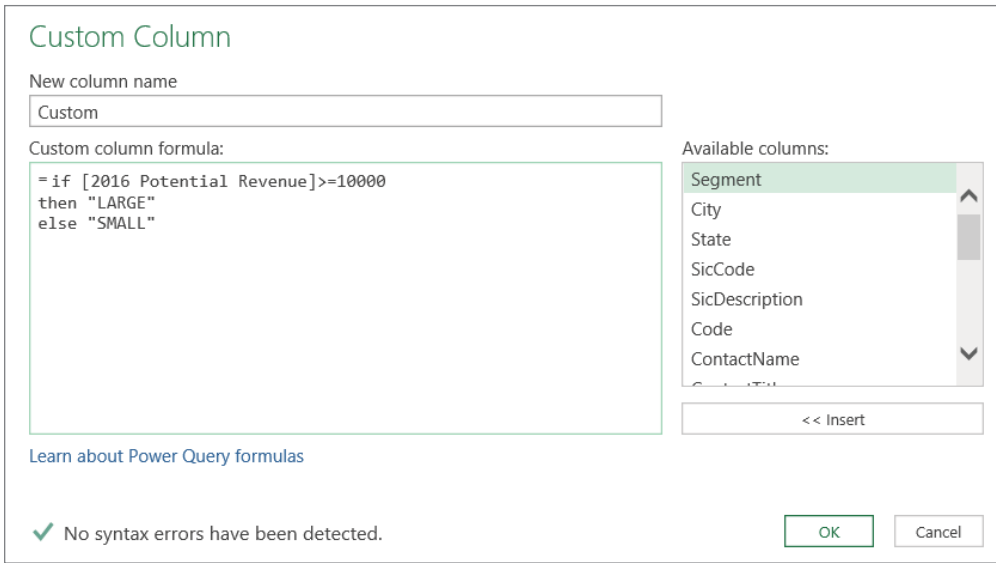 Custom Column
New column name
Custom
Custom column formula:
=if [2016 Potential Revenue]>=10000
then "LARGE"
else "SMALL"
Available columns:
Segment
City
State
SicCode
SicDescription
Code
ContactName
<< Insert
Learn about Power Query formulas
No syntax errors have been detected.
OK
Cancel